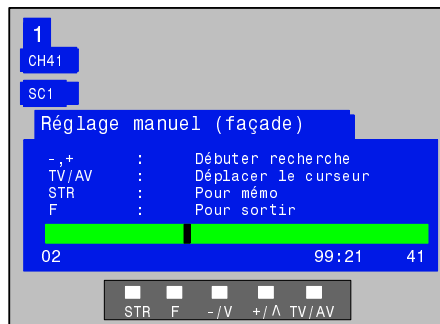 1
CH41
SC1
Réglage manuel (façade)
-,+ : Débuter recherche
TV/AV : Déplacer le curseur
STR : Pour mémo
F : Pour sortir
02 99:21 41
STR F -/V +/Λ TV/AV